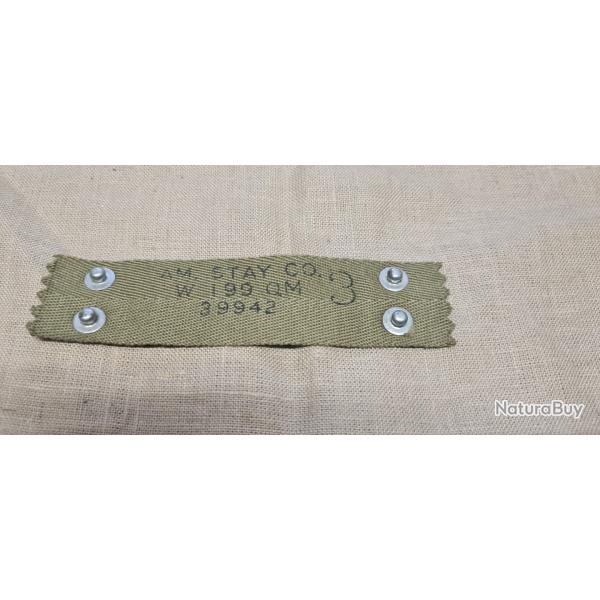 AM. STAY CO.
W 199 QM 3
39942
NaturaBuy